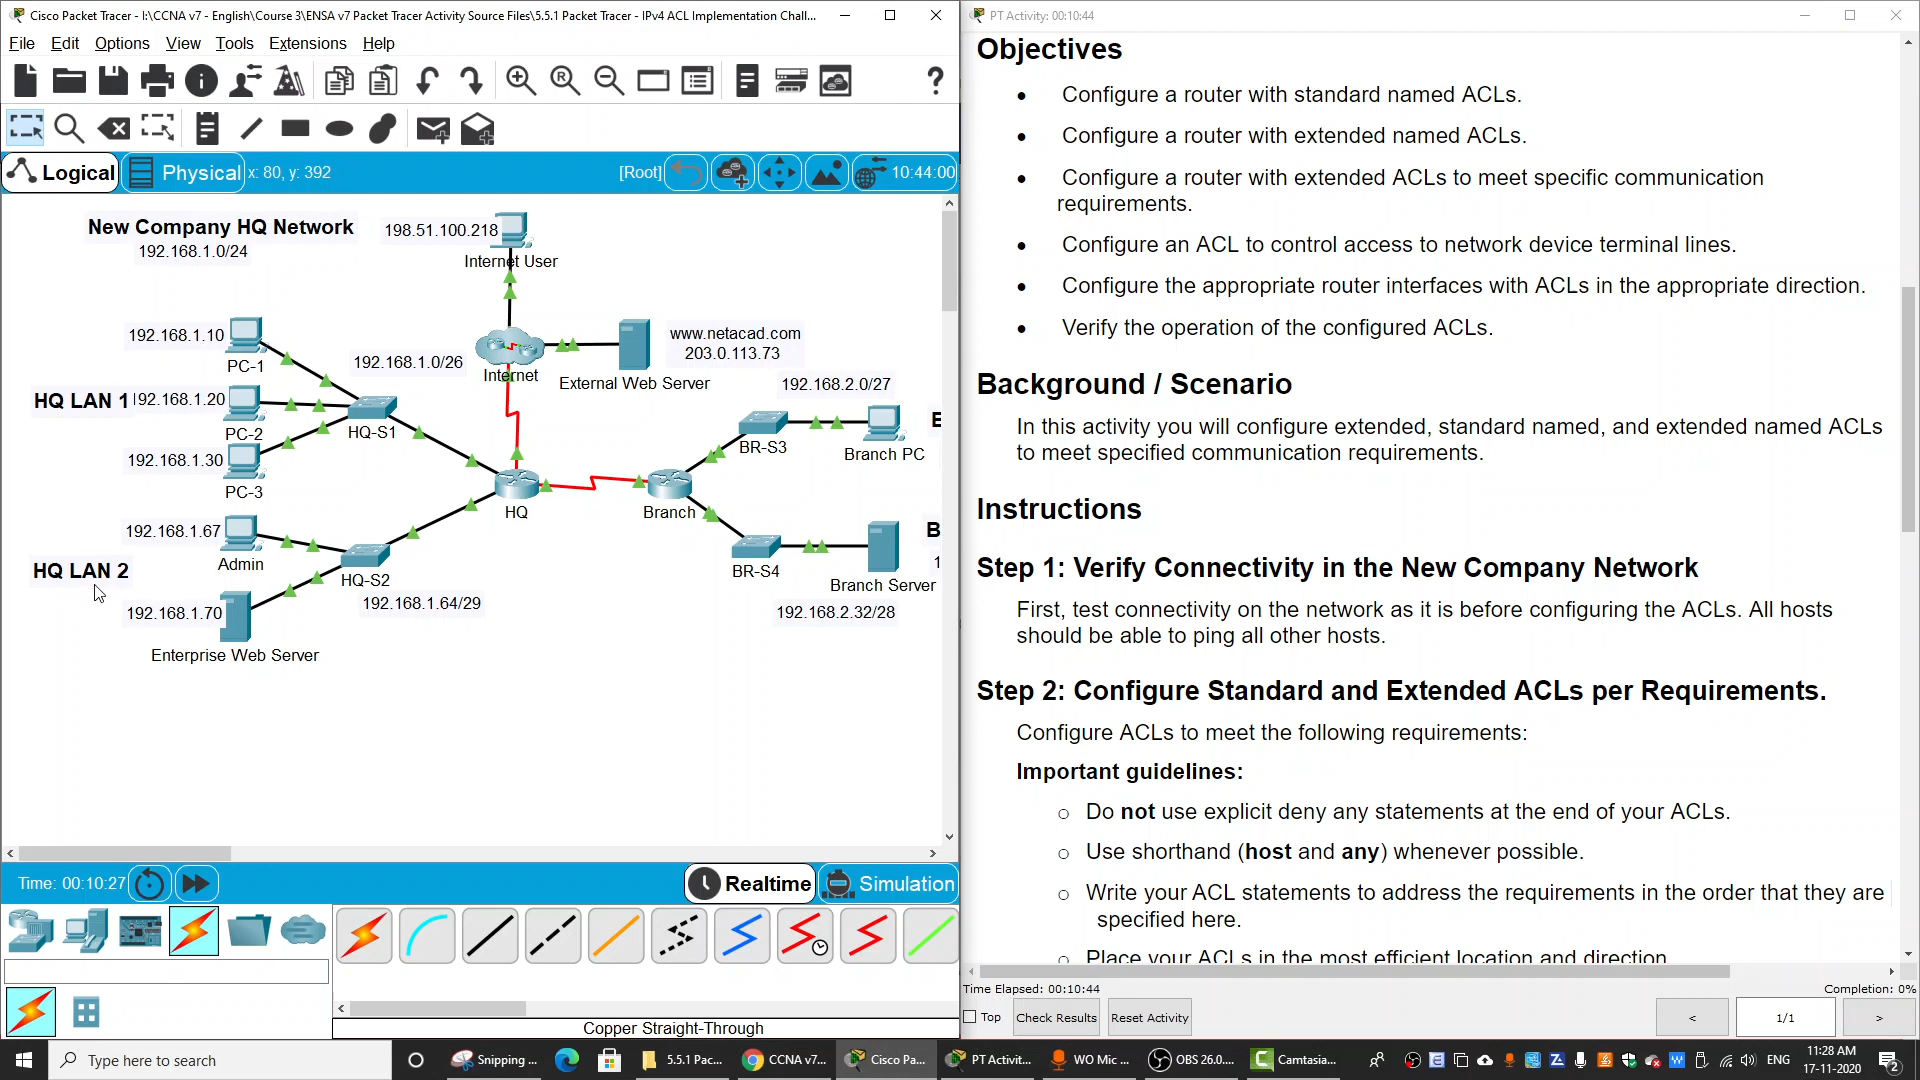 Cisco Packet Tracer - I:\CCNA v7 - English\Course 3\ENSA v7 Packet Tracer Activity Source Files\5.5.1 Packet Tracer - IPv4 ACL Implementation Chall...
File Edit Options View Tools Extensions Help
?
Logical Physical x: 80, y: 392 [Root] 10:44:00
New Company HQ Network
192.168.1.0/24
198.51.100.218
Internet User
192.168.1.10
PC-1
192.168.1.0/26
Internet
www.netacad.com
203.0.113.73
External Web Server
192.168.2.0/27
HQ LAN 1
192.168.1.20
PC-2
HQ-S1
BR-S3
Branch PC
E
192.168.1.30
PC-3
HQ
Branch
192.168.1.67
Admin
HQ LAN 2
HQ-S2
192.168.1.64/29
B
1
BR-S4
Branch Server
192.168.2.32/28
192.168.1.70
Enterprise Web Server
Time: 00:10:27 Realtime Simulation
Copper Straight-Through
PT Activity: 00:10:44
Objectives
• Configure a router with standard named ACLs.
• Configure a router with extended named ACLs.
• Configure a router with extended ACLs to meet specific communication
requirements.
• Configure an ACL to control access to network device terminal lines.
• Configure the appropriate router interfaces with ACLs in the appropriate direction.
• Verify the operation of the configured ACLs.
Background / Scenario
In this activity you will configure extended, standard named, and extended named ACLs
to meet specified communication requirements.
Instructions
Step 1: Verify Connectivity in the New Company Network
First, test connectivity on the network as it is before configuring the ACLs. All hosts
should be able to ping all other hosts.
Step 2: Configure Standard and Extended ACLs per Requirements.
Configure ACLs to meet the following requirements:
Important guidelines:
○ Do not use explicit deny any statements at the end of your ACLs.
○ Use shorthand (host and any) whenever possible.
○ Write your ACL statements to address the requirements in the order that they are
specified here.
○ Place your ACLs in the most efficient location and direction
Time Elapsed: 00:10:44 Completion: 0%
Top Check Results Reset Activity < 1/1 >
Type here to search
Snipping ...
5.5.1 Pac...
CCNA v7...
Cisco Pa...
PT Activit...
WO Mic ...
OBS 26.0....
Camtasia...
ENG
11:28 AM
17-11-2020
2